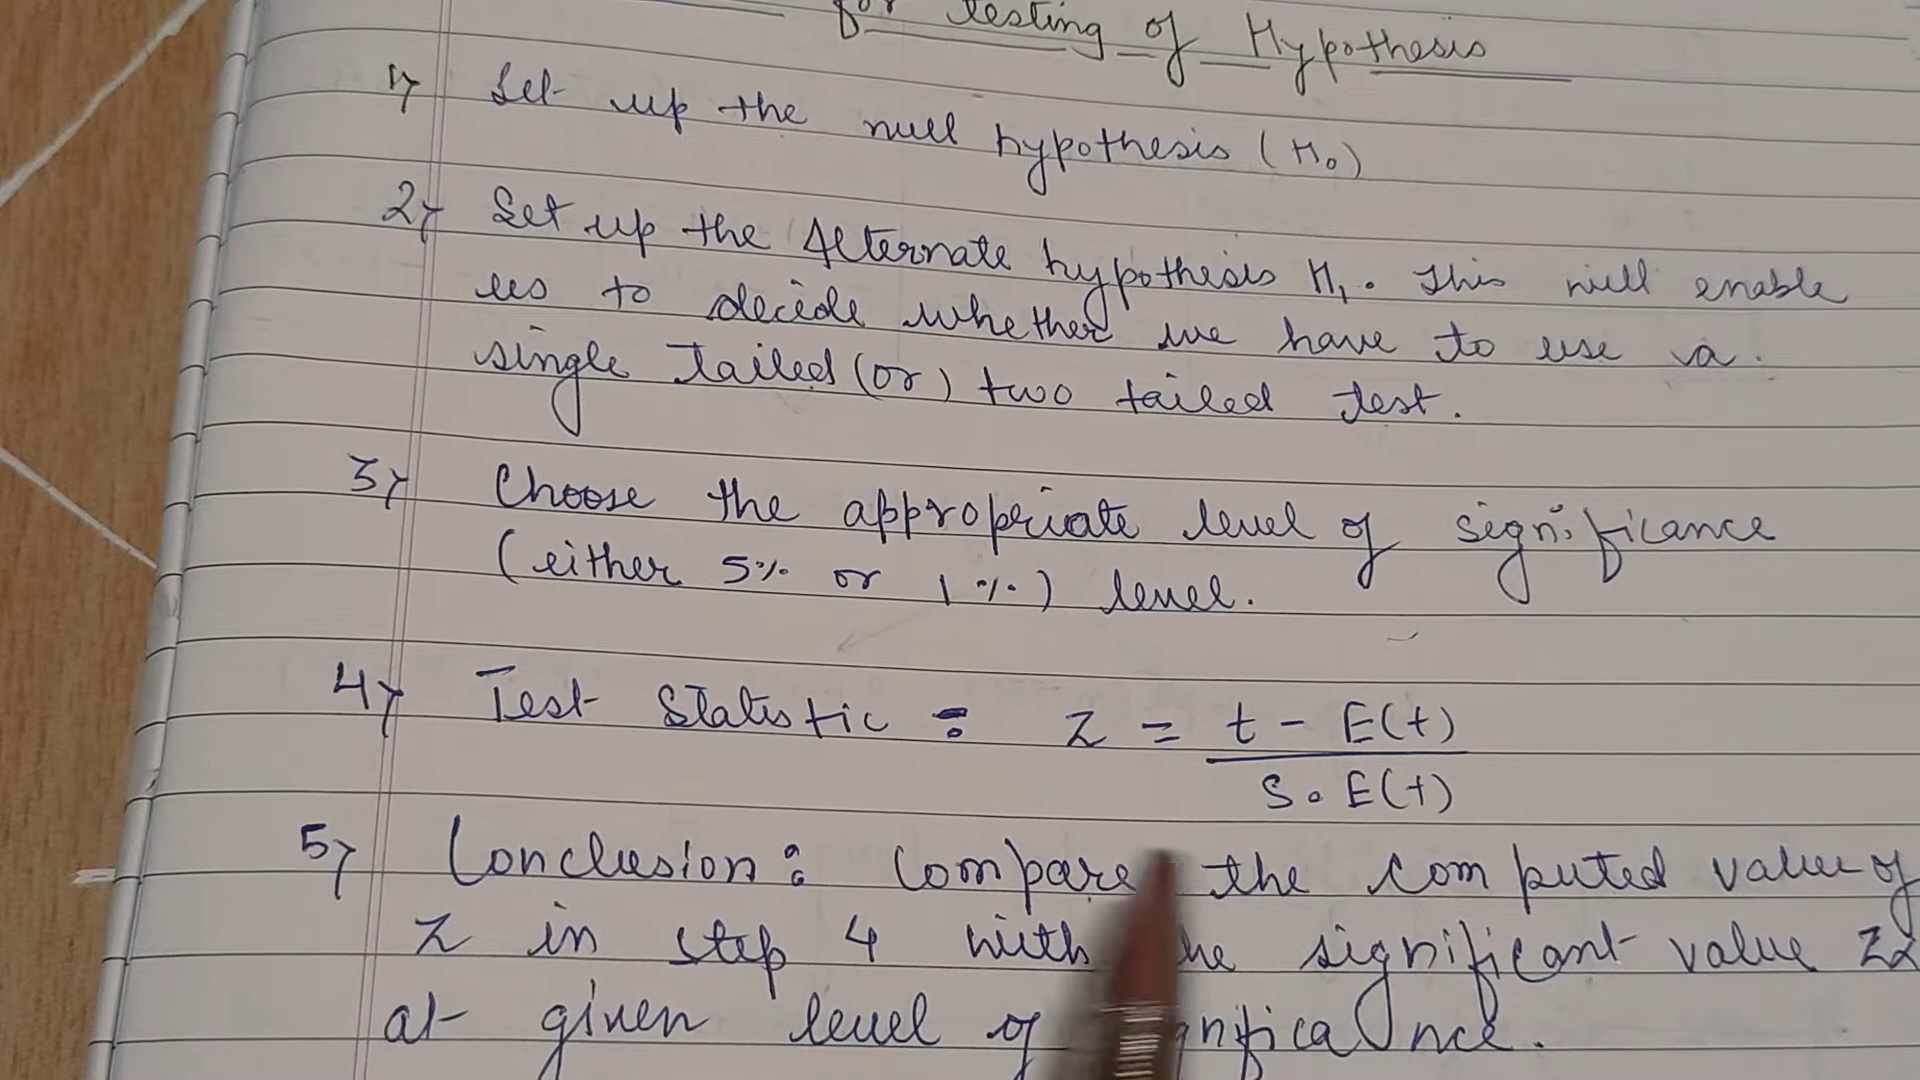 for testing of Hypothesis
1) Set up the null hypothesis (H₀)
2) Set up the Alternate hypothesis H₁. This will enable
us to decide whether we have to use a
single tailed (or) two tailed test.
3) Choose the appropriate level of significance
(either 5% or 1%) level.
4) Test Statistic : Z = t - E(t)
S.E(t)
5) Conclusion : Compare the computed value of
Z in step 4 with the significant value Zα
at given level of significance.